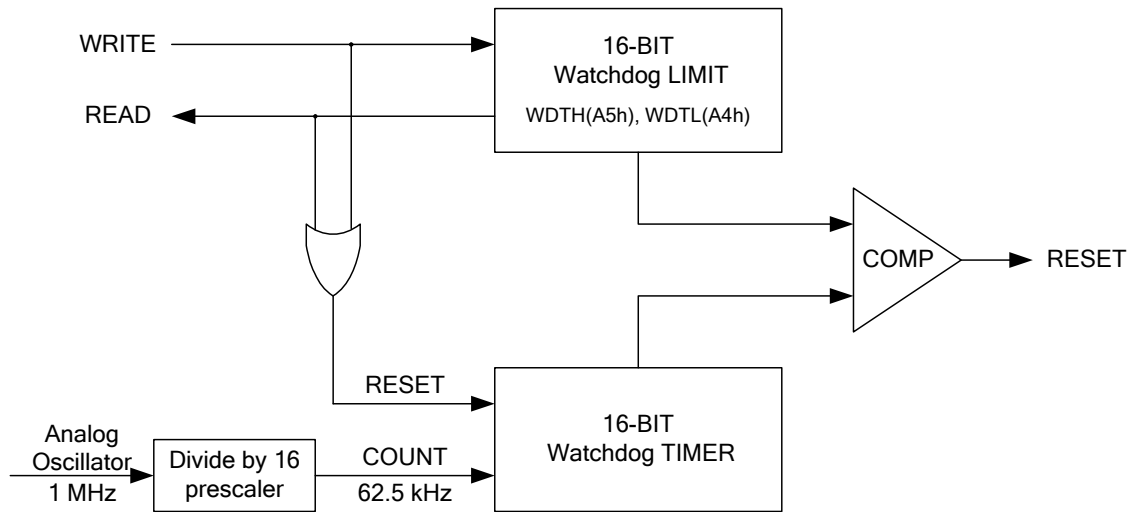 WRITE
READ
16-BIT
Watchdog LIMIT
WDTH(A5h), WDTL(A4h)
COMP
RESET
RESET
16-BIT
Watchdog TIMER
Analog
Oscillator
1 MHz
Divide by 16
prescaler
COUNT
62.5 kHz